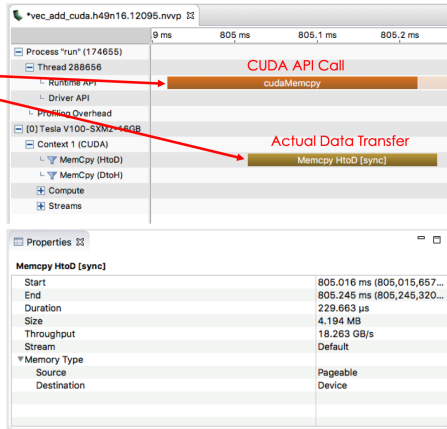 *vec_add_cuda.h49n16.12095.nvvp
.9 ms 805 ms 805.1 ms 805.2 ms
Process "run" (174655)
Thread 288656
CUDA API Call
Runtime API
cudaMemcpy
Driver API
Profiling Overhead
[0] Tesla V100-SXM2-16GB
Context 1 (CUDA)
Actual Data Transfer
MemCpy (HtoD)
Memcpy HtoD [sync]
MemCpy (DtoH)
Compute
Streams
Properties
Memcpy HtoD [sync]
Start 805.016 ms (805,015,657...
End 805.245 ms (805,245,320...
Duration 229.663 µs
Size 4.194 MB
Throughput 18.263 GB/s
Stream Default
Memory Type
Source Pageable
Destination Device